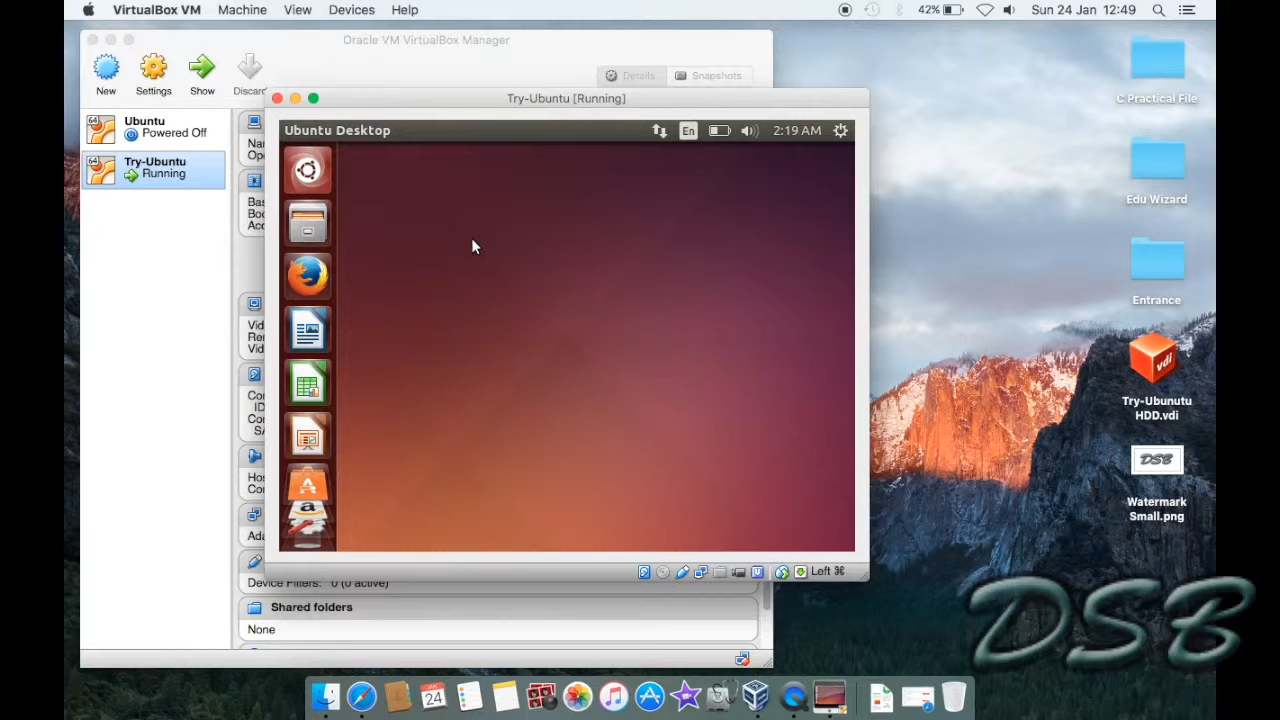 VirtualBox VM Machine View Devices Help 42% Sun 24 Jan 12:49
Oracle VM VirtualBox Manager
New Settings Show Discard
Details Snapshots
Ubuntu
Powered Off
Try-Ubuntu
Running
Try-Ubuntu [Running]
Ubuntu Desktop En 2:19 AM
Device Filters: 0 (0 active)
Shared folders
None
Left ⌘
C Practical File
Edu Wizard
Entrance
vdi
Try-Ubunutu
HDD.vdi
DSB
Watermark
Small.png
DSB
JAN
24